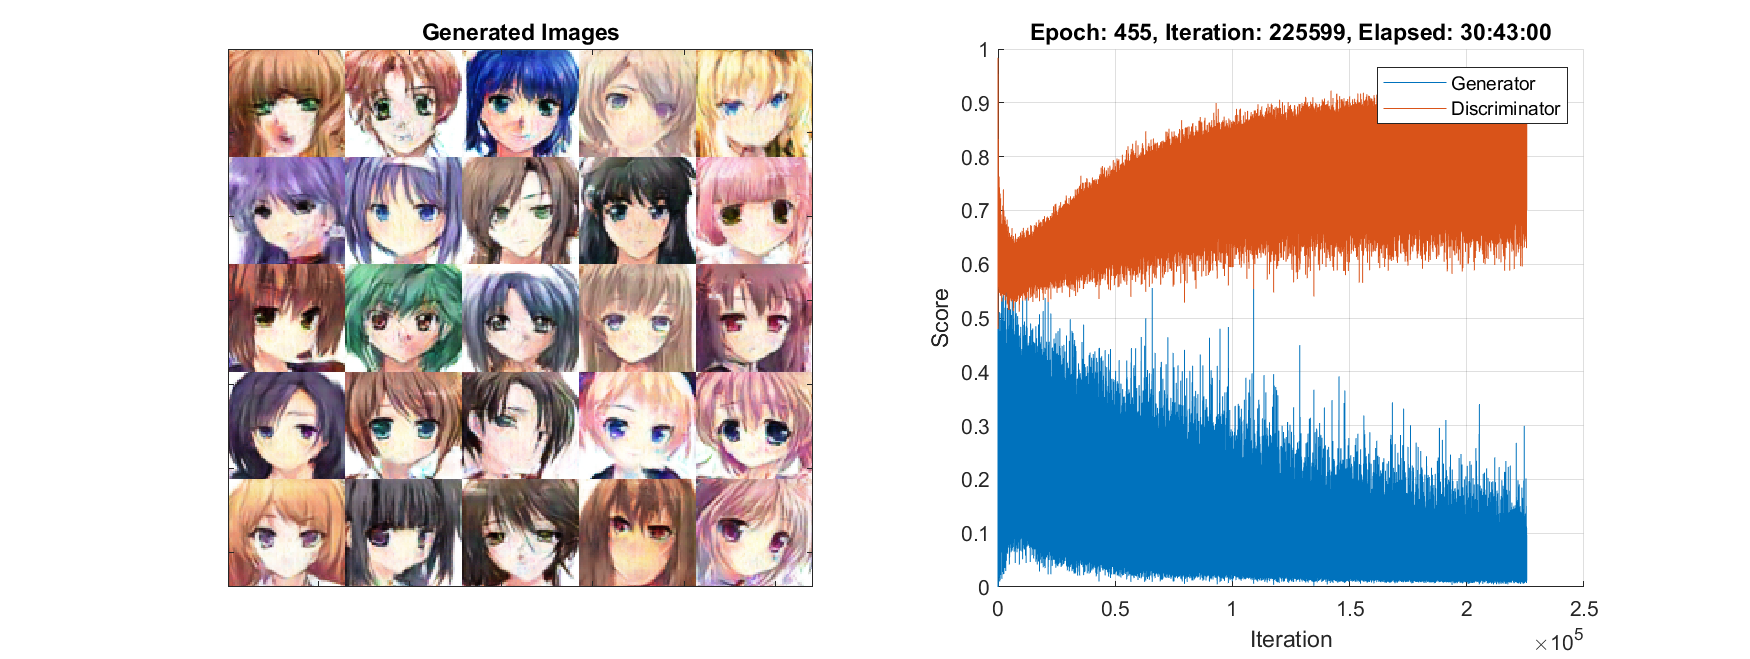 Generated Images
Epoch: 455, Iteration: 225599, Elapsed: 30:43:00
Generator
Discriminator
1
0.9
0.8
0.7
0.6
0.5
0.4
0.3
0.2
0.1
0
Score
0 0.5 1 1.5 2 2.5
Iteration
×10^5